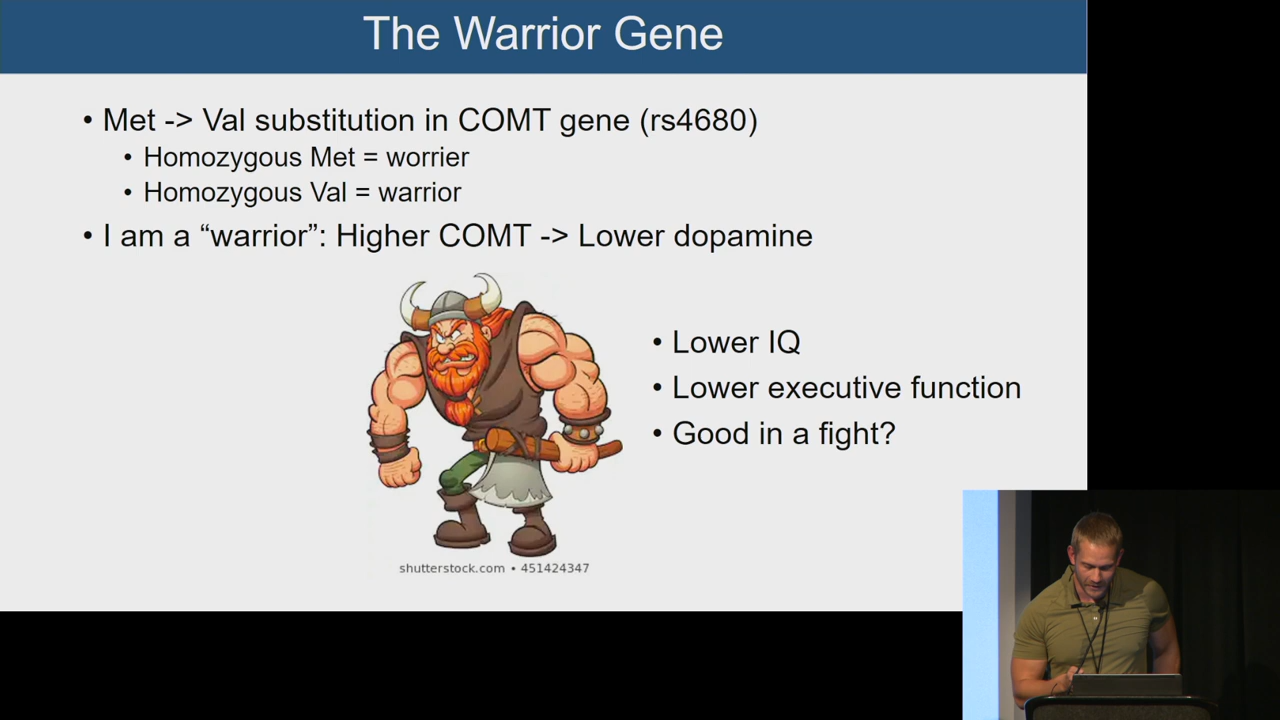 The Warrior Gene
• Met -> Val substitution in COMT gene (rs4680)
• Homozygous Met = worrier
• Homozygous Val = warrior
• I am a “warrior”: Higher COMT -> Lower dopamine
• Lower IQ
• Lower executive function
• Good in a fight?
shutterstock.com • 451424347